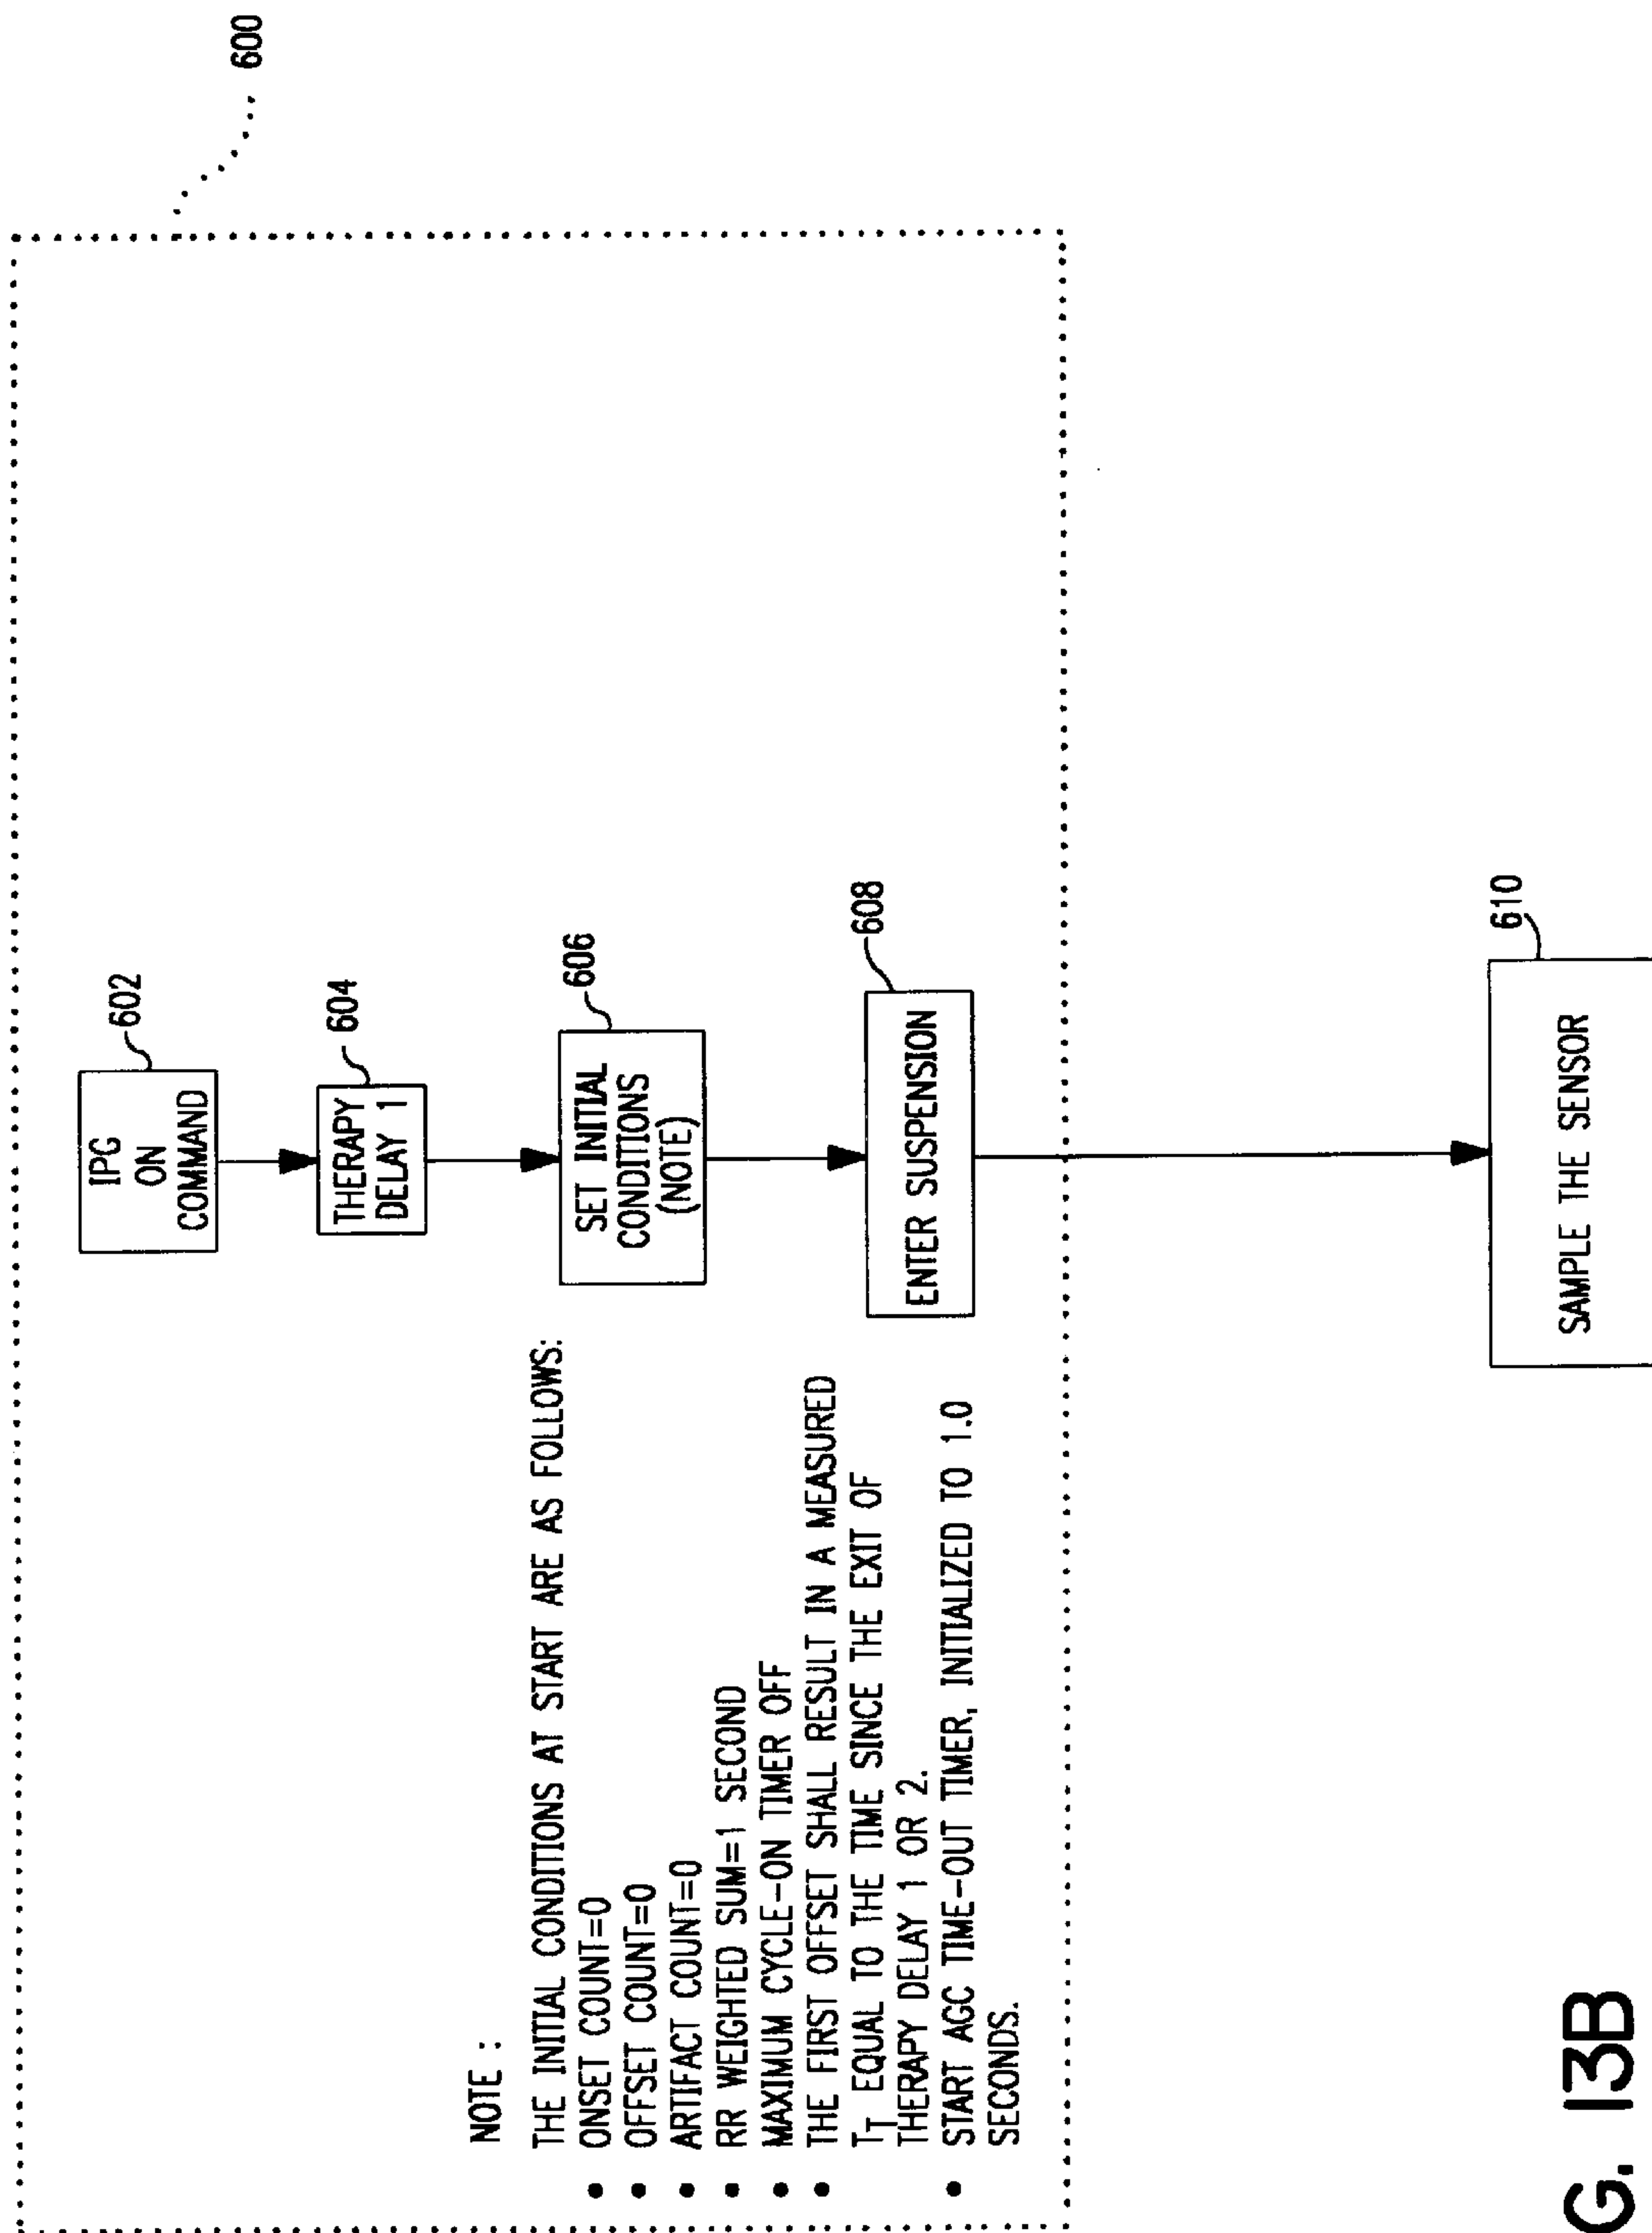 600
IPG
ON
COMMAND
602
THERAPY
DELAY 1
604
SET INITIAL
CONDITIONS
(NOTE)
606
ENTER SUSPENSION
608
NOTE :
THE INITIAL CONDITIONS AT START ARE AS FOLLOWS:
• ONSET COUNT=0
• OFFSET COUNT=0
• ARTIFACT COUNT=0
• RR WEIGHTED SUM=1 SECOND
• MAXIMUM CYCLE-ON TIMER OFF
• THE FIRST OFFSET SHALL RESULT IN A MEASURED
TT EQUAL TO THE TIME SINCE THE EXIT OF
THERAPY DELAY 1 OR 2.
• START AGC TIME-OUT TIMER, INITIALIZED TO 1.0
SECONDS.
SAMPLE THE SENSOR
610
G. 13B